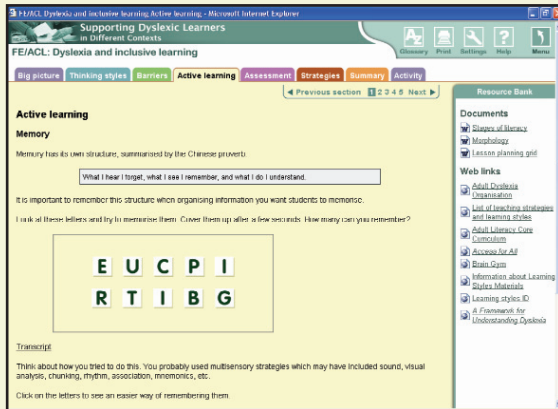 FE/ACL Dyslexia and inclusive learning Active learning - Microsoft Internet Explorer
Supporting Dyslexic Learners
in Different Contexts
Glossary Print Settings Help Menu
FE/ACL: Dyslexia and inclusive learning
Big picture Thinking styles Barriers Active learning Assessment Strategies Summary Activity
Previous section 1 2 3 4 5 Next
Resource Bank
Active learning
Memory
Memory has its own structure, summarised by the Chinese proverb:
What I hear I forget, what I see I remember, and what I do I understand.
It is important to remember this structure when organising information you want students to memorise.
Look at these letters and try to memorise them. Cover them up after a few seconds. How many can you remember?
E U C P I
R T I B G
Transcript
Think about how you tried to do this. You probably used multisensory strategies which may have included sound, visual
analysis, chunking, rhythm, association, mnemonics, etc.
Click on the letters to see an easier way of remembering them
Documents
Stages of literacy
Morphology
Lesson planning grid
Web links
Adult Dyslexia
Organisation
List of teaching strategies
and learning styles
Adult Literacy Core
Curriculum
Access for All
Brain Gym
Information about Learning
Styles Materials
Learning styles ID
A Framework for
Understanding Dyslexia